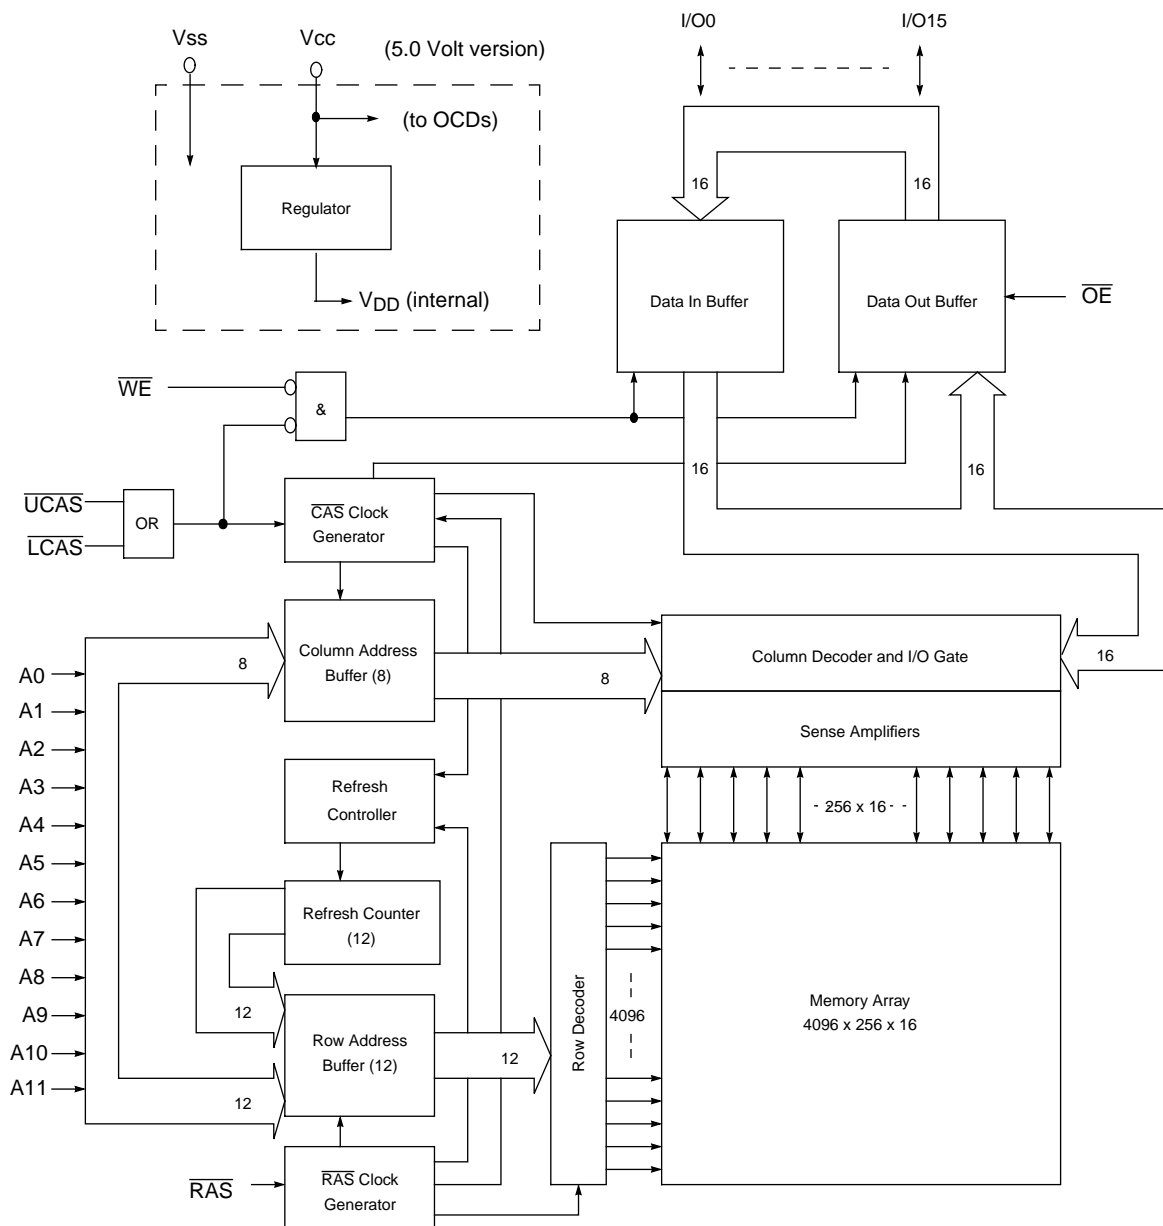 Vss
Vcc
(5.0 Volt version)
I/O0
I/O15
(to OCDs)
Regulator
VDD (internal)
16
16
Data In Buffer
Data Out Buffer
OE
WE
&
16
16
UCAS
LCAS
OR
CAS Clock
Generator
Column Address
Buffer (8)
8
8
Column Decoder and I/O Gate
16
Sense Amplifiers
256 x 16
A0
A1
A2
A3
A4
A5
A6
A7
A8
A9
A10
A11
Refresh
Controller
Refresh Counter
(12)
12
Row Address
Buffer (12)
12
12
Row Decoder
4096
Memory Array
4096 x 256 x 16
RAS
RAS Clock
Generator